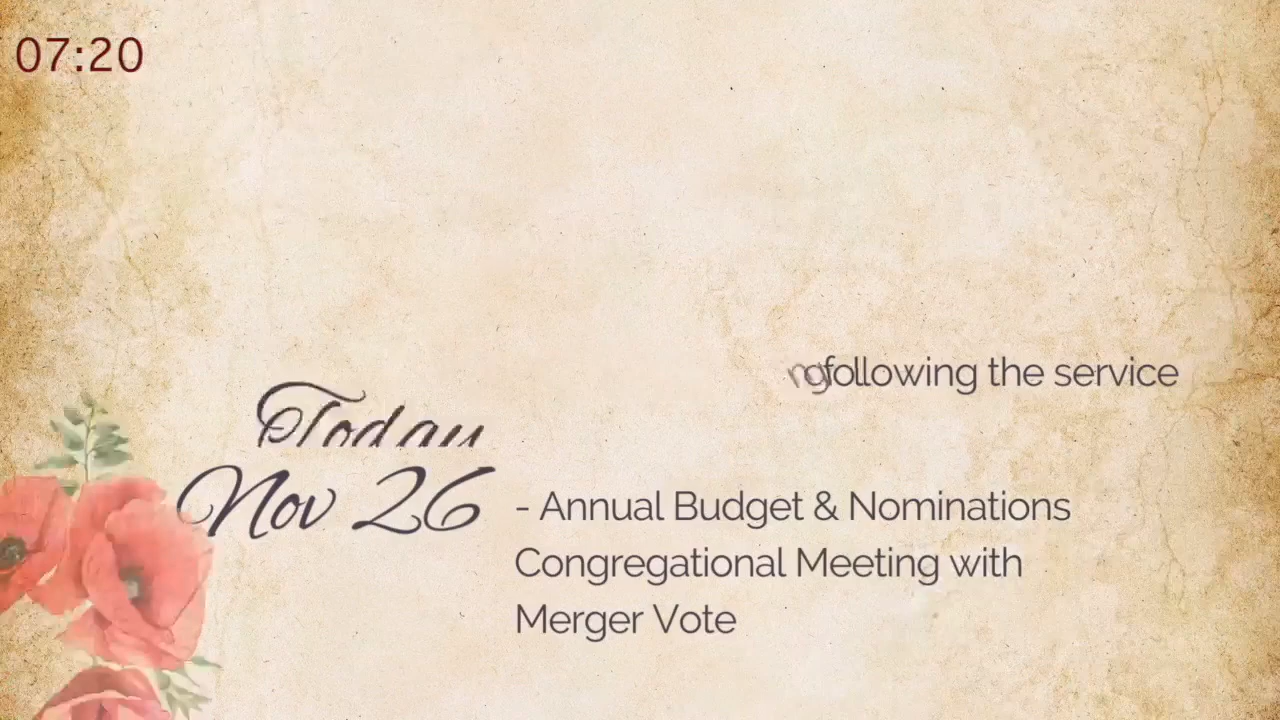 07:20
following the service
Today
Nov 26 - Annual Budget & Nominations
Congregational Meeting with
Merger Vote